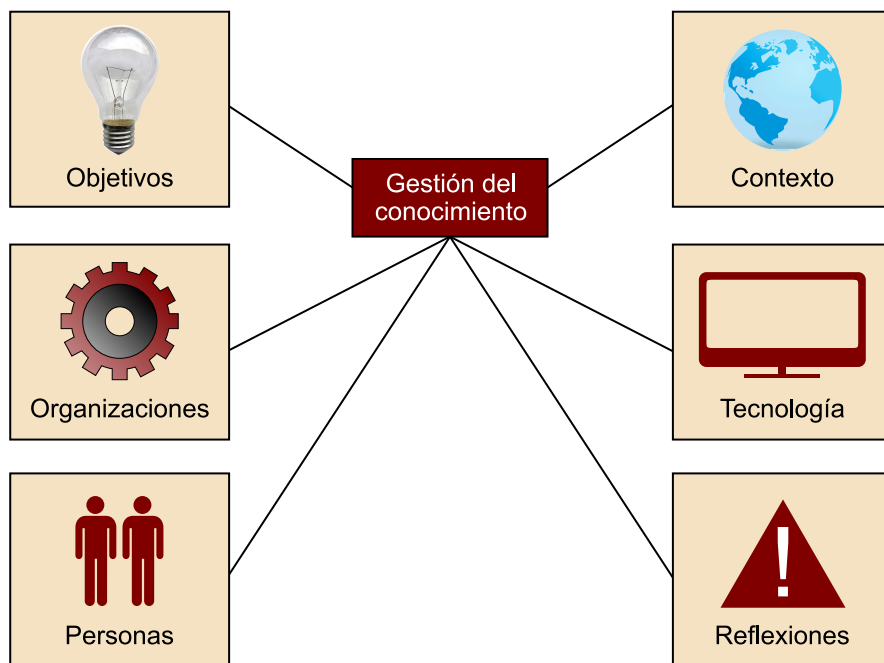 Objetivos
Gestión del
conocimiento
Contexto
Organizaciones
Tecnología
Personas
Reflexiones